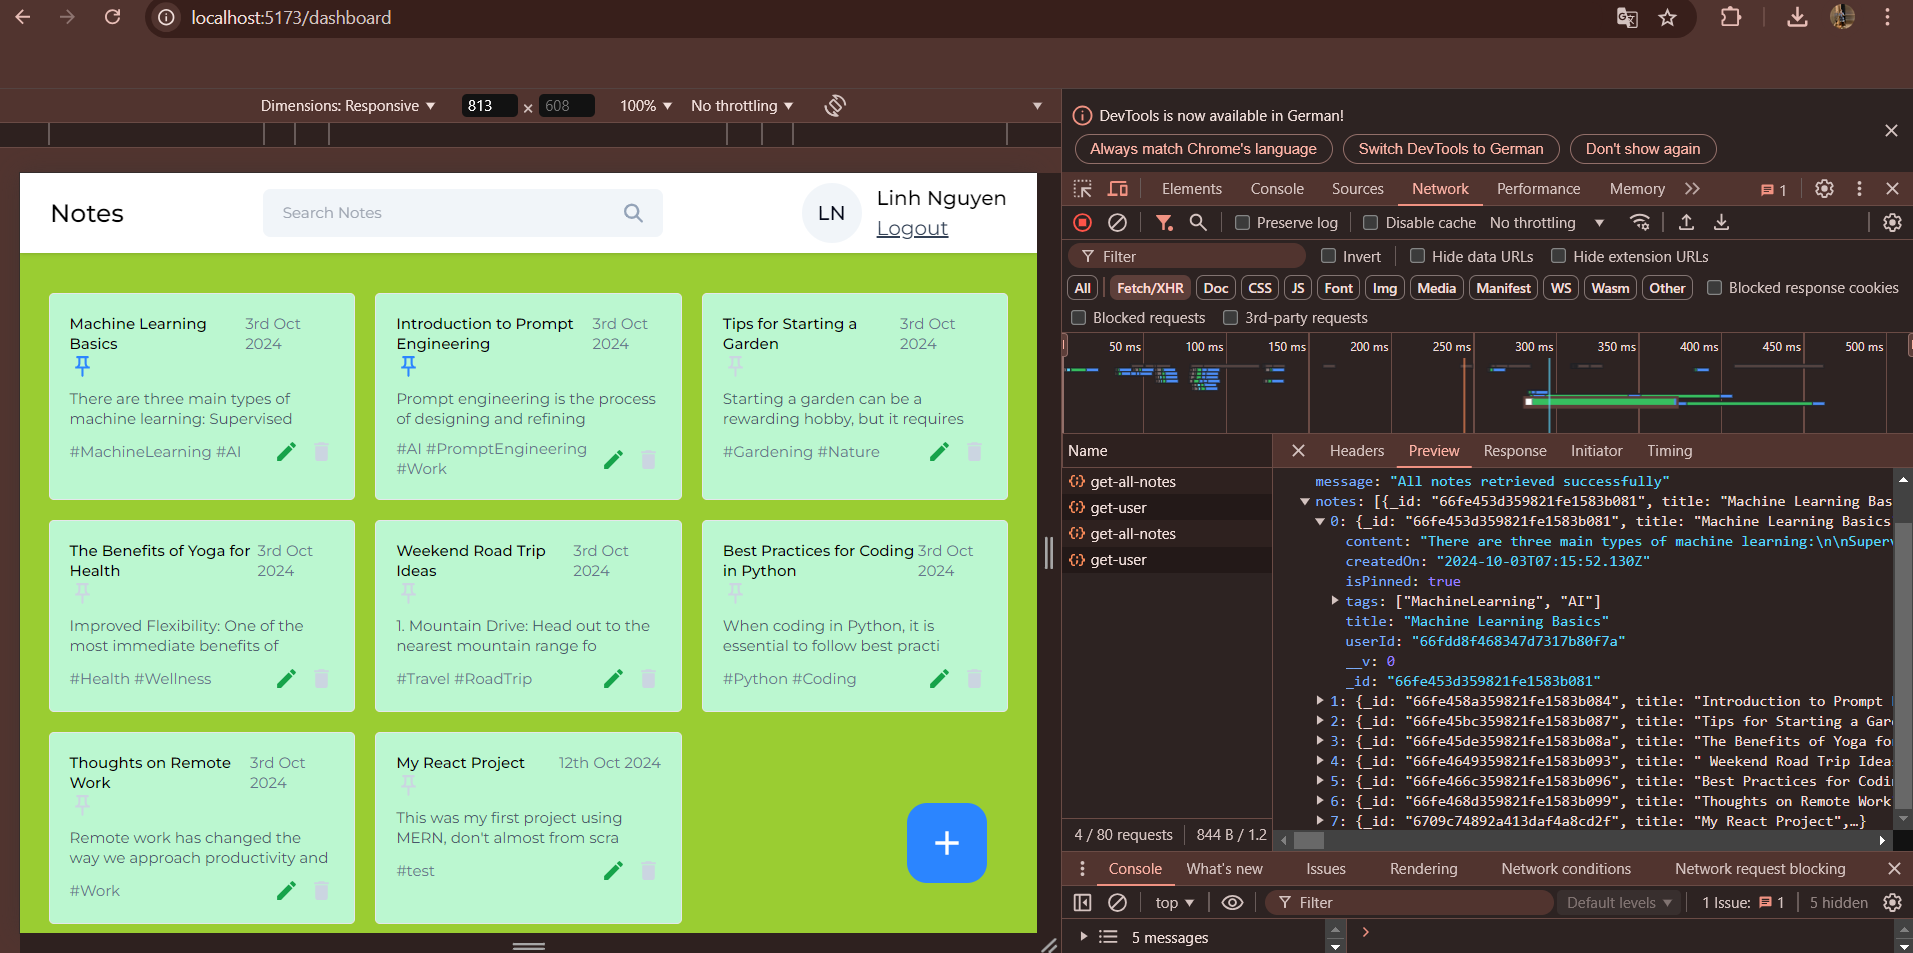 localhost:5173/dashboard
Dimensions: Responsive 813 × 608 100% No throttling
Notes
Search Notes
LN
Linh Nguyen
Logout
Machine Learning
Basics
3rd Oct
2024
There are three main types of
machine learning: Supervised
#MachineLearning #AI
Introduction to Prompt
Engineering
3rd Oct
2024
Prompt engineering is the process
of designing and refining
#AI #PromptEngineering
#Work
Tips for Starting a
Garden
3rd Oct
2024
Starting a garden can be a
rewarding hobby, but it requires
#Gardening #Nature
The Benefits of Yoga for
Health
3rd Oct
2024
Improved Flexibility: One of the
most immediate benefits of
#Health #Wellness
Weekend Road Trip
Ideas
3rd Oct
2024
1. Mountain Drive: Head out to the
nearest mountain range fo
#Travel #RoadTrip
Best Practices for Coding
in Python
3rd Oct
2024
When coding in Python, it is
essential to follow best practi
#Python #Coding
Thoughts on Remote
Work
3rd Oct
2024
Remote work has changed the
way we approach productivity and
#Work
My React Project
12th Oct 2024
This was my first project using
MERN, don't almost from scra
#test
DevTools is now available in German!
Always match Chrome's language Switch DevTools to German Don't show again
Elements Console Sources Network Performance Memory 1
Preserve log Disable cache No throttling
Filter Invert Hide data URLs Hide extension URLs
All Fetch/XHR Doc CSS JS Font Img Media Manifest WS Wasm Other Blocked response cookies
Blocked requests 3rd-party requests
50 ms 100 ms 150 ms 200 ms 250 ms 300 ms 350 ms 400 ms 450 ms 500 ms
Name
get-all-notes
get-user
get-all-notes
get-user
4 / 80 requests 844 B / 1.2
Headers Preview Response Initiator Timing
message: "All notes retrieved successfully"
notes: [{_id: "66fe453d359821fe1583b081", title: "Machine Learning Bas
0: {_id: "66fe453d359821fe1583b081", title: "Machine Learning Basics
content: "There are three main types of machine learning:\n\nSuperv
createdOn: "2024-10-03T07:15:52.130Z"
isPinned: true
tags: ["MachineLearning", "AI"]
title: "Machine Learning Basics"
userId: "66fdd8f468347d7317b80f7a"
__v: 0
_id: "66fe453d359821fe1583b081"
1: {_id: "66fe458a359821fe1583b084", title: "Introduction to Prompt
2: {_id: "66fe45bc359821fe1583b087", title: "Tips for Starting a Gar
3: {_id: "66fe45de359821fe1583b08a", title: "The Benefits of Yoga fo
4: {_id: "66fe4649359821fe1583b093", title: " Weekend Road Trip Idea
5: {_id: "66fe466c359821fe1583b096", title: "Best Practices for Codi
6: {_id: "66fe468d359821fe1583b099", title: "Thoughts on Remote Work
7: {_id: "6709c74892a413daf4a8cd2f", title: "My React Project",…}
Console What's new Issues Rendering Network conditions Network request blocking
top Filter Default levels 1 Issue: 1 5 hidden
5 messages